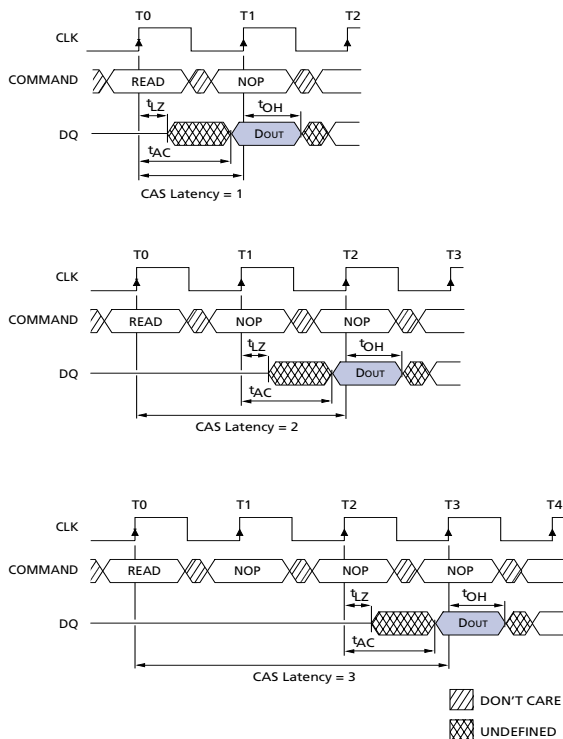 T0 T1 T2
CLK
COMMAND READ NOP
tLZ tOH
DQ DOUT
tAC
CAS Latency = 1
T0 T1 T2 T3
CLK
COMMAND READ NOP NOP
tLZ tOH
DQ DOUT
tAC
CAS Latency = 2
T0 T1 T2 T3 T4
CLK
COMMAND READ NOP NOP NOP
tLZ tOH
DQ DOUT
tAC
CAS Latency = 3
DON'T CARE
UNDEFINED